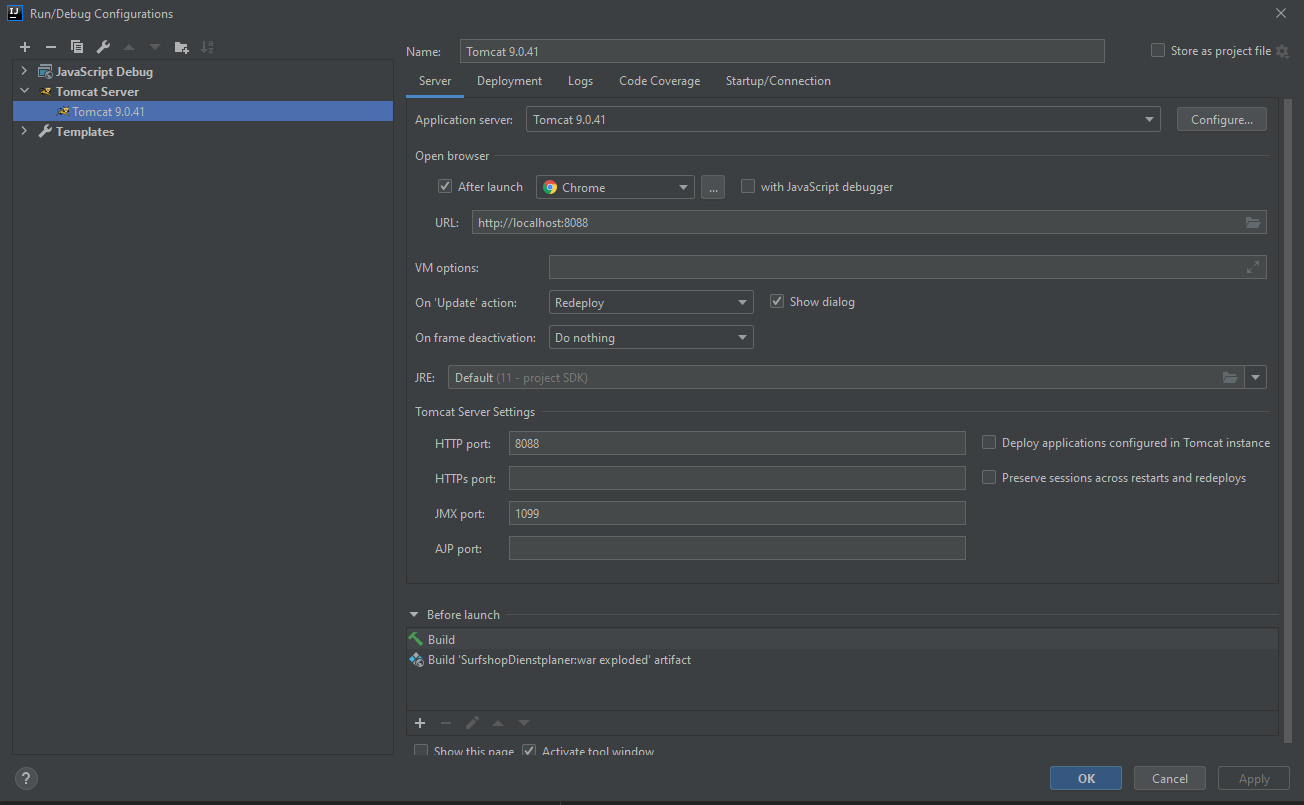 Run/Debug Configurations
Name: Tomcat 9.0.41 Store as project file
JavaScript Debug
Tomcat Server
Tomcat 9.0.41
Templates
Server Deployment Logs Code Coverage Startup/Connection
Application server: Tomcat 9.0.41 Configure...
Open browser
After launch Chrome ... with JavaScript debugger
URL: http://localhost:8088
VM options:
On 'Update' action: Redeploy Show dialog
On frame deactivation: Do nothing
JRE: Default (11 - project SDK)
Tomcat Server Settings
HTTP port: 8088 Deploy applications configured in Tomcat instance
HTTPs port: Preserve sessions across restarts and redeploys
JMX port: 1099
AJP port:
Before launch
Build
Build 'SurfshopDienstplaner:war exploded' artifact
Show this page Activate tool window
? OK Cancel Apply